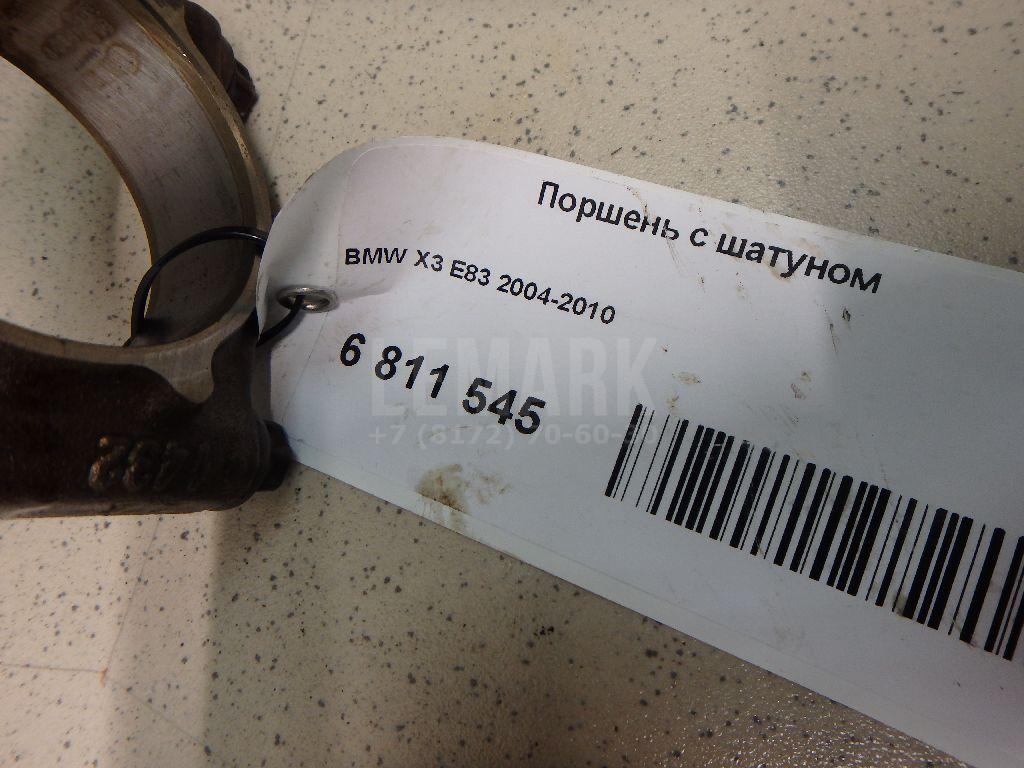 Поршень с шатуном
BMW X3 E83 2004-2010
6 811 545
LEMARK